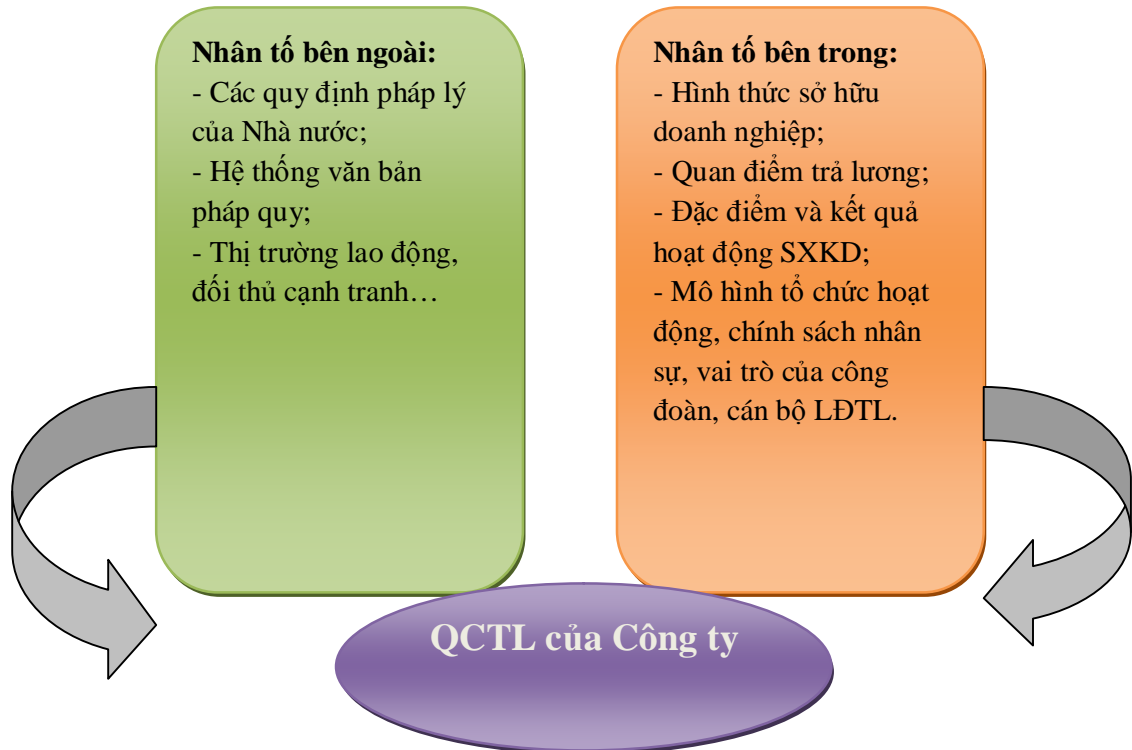 Nhân tố bên ngoài:
- Các quy định pháp lý
của Nhà nước;
- Hệ thống văn bản
pháp quy;
- Thị trường lao động,
đối thủ cạnh tranh…
Nhân tố bên trong:
- Hình thức sở hữu
doanh nghiệp;
- Quan điểm trả lương;
- Đặc điểm và kết quả
hoạt động SXKD;
- Mô hình tổ chức hoạt
động, chính sách nhân
sự, vai trò của công
đoàn, cán bộ LĐTL.
QCTL của Công ty